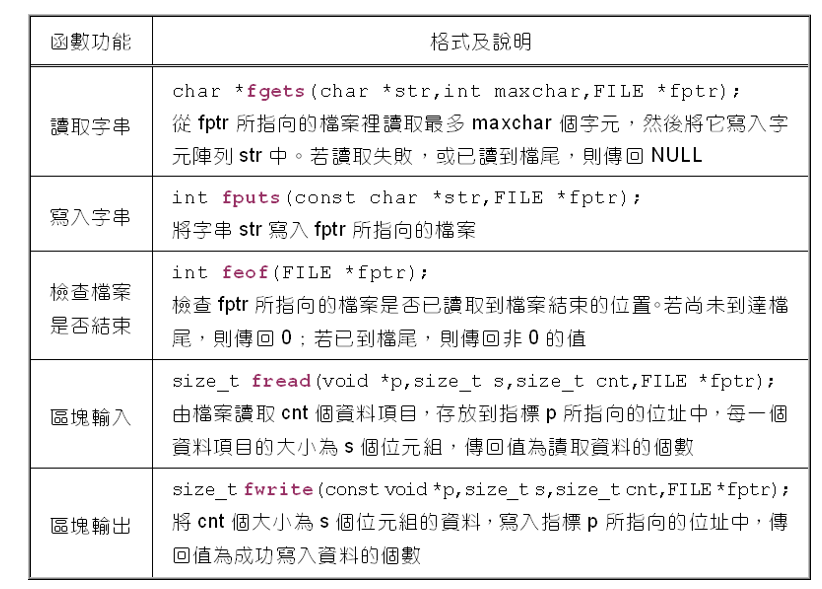 函數功能 格式及說明
讀取字串
char *fgets(char *str,int maxchar,FILE *fptr);
從 fptr 所指向的檔案裡讀取最多 maxchar 個字元,然後將它寫入字
元陣列 str 中。若讀取失敗,或已讀到檔尾,則傳回 NULL
寫入字串
int fputs(const char *str,FILE *fptr);
將字串 str 寫入 fptr 所指向的檔案
檢查檔案
是否結束
int feof(FILE *fptr);
檢查 fptr 所指向的檔案是否已讀取到檔案結束的位置。若尚未到達檔
尾,則傳回 0;若已到檔尾,則傳回非 0 的值
區塊輸入
size_t fread(void *p,size_t s,size_t cnt,FILE *fptr);
由檔案讀取 cnt 個資料項目,存放到指標 p 所指向的位址中,每一個
資料項目的大小為 s 個位元組,傳回值為讀取資料的個數
區塊輸出
size_t fwrite(const void *p,size_t s,size_t cnt,FILE *fptr);
將 cnt 個大小為 s 個位元組的資料,寫入指標 p 所指向的位址中,傳
回值為成功寫入資料的個數